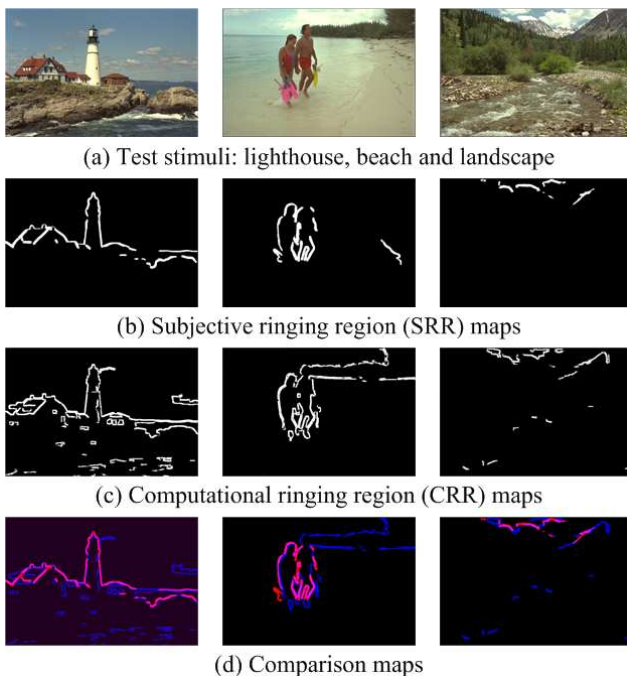 (a) Test stimuli: lighthouse, beach and landscape
(b) Subjective ringing region (SRR) maps
(c) Computational ringing region (CRR) maps
(d) Comparison maps